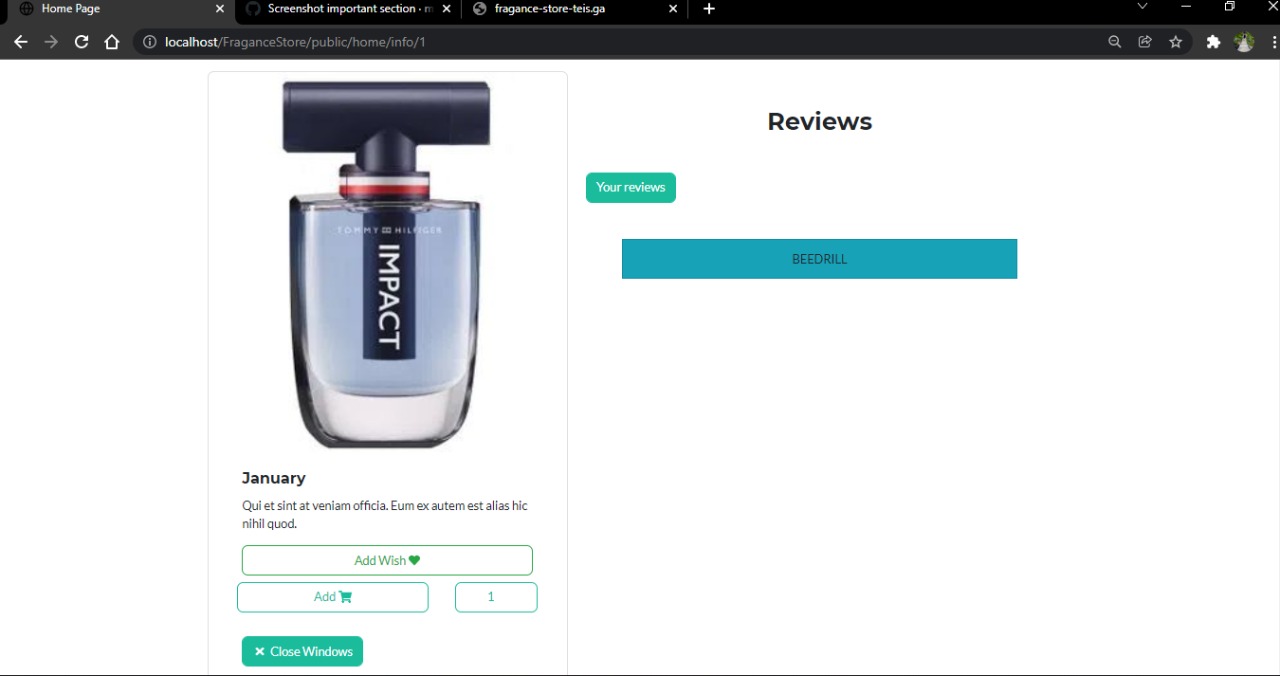 Home Page
Screenshot important section · m
fragance-store-teis.ga
localhost/FraganceStore/public/home/info/1
TOMMY HILFIGER
IMPACT
January
Qui et sint at veniam officia. Eum ex autem est alias hic
nihil quod.
Add Wish
Add
1
Close Windows
Reviews
Your reviews
BEEDRILL